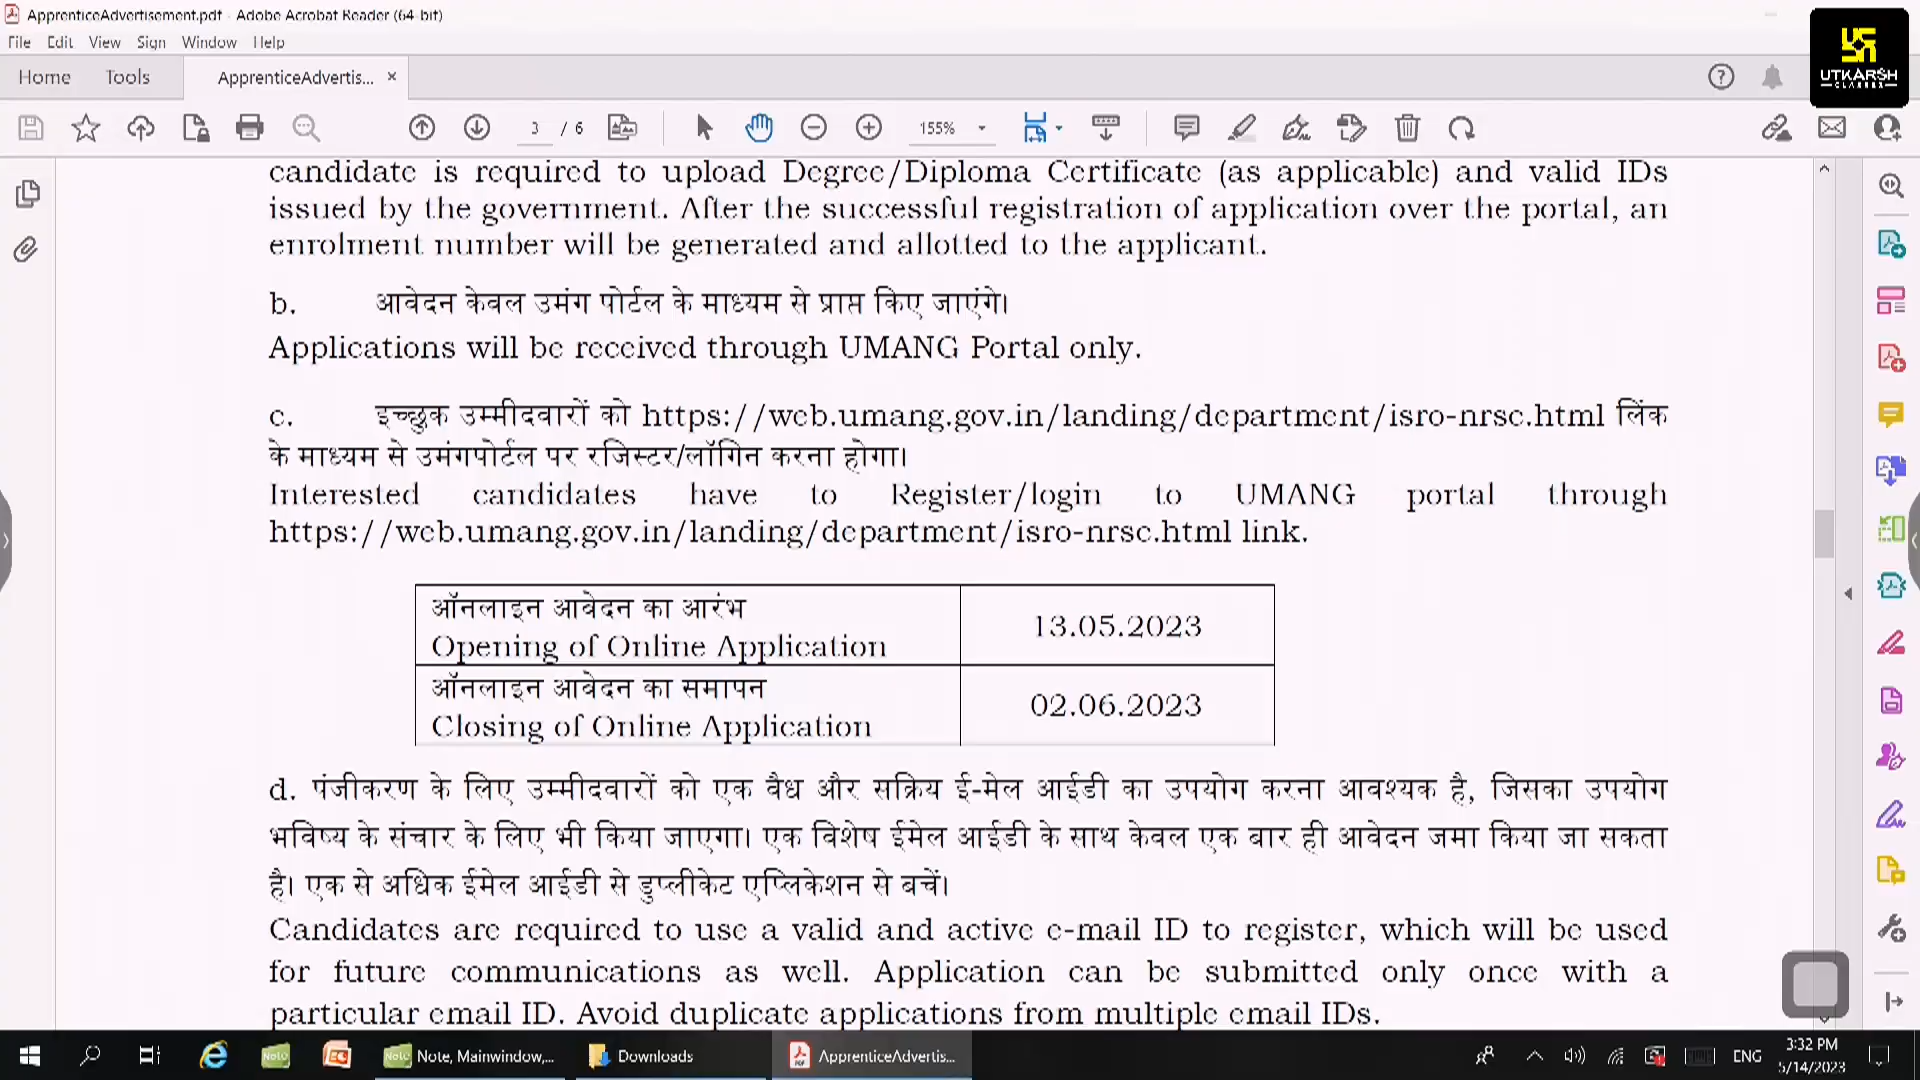 ApprenticeAdvertisement.pdf - Adobe Acrobat Reader (64-bit)
File Edit View Sign Window Help
Home Tools ApprenticeAdvertis... ×
UTKARSH
CLASSES
3 / 6 155%
candidate is required to upload Degree/Diploma Certificate (as applicable) and valid IDs
issued by the government. After the successful registration of application over the portal, an
enrolment number will be generated and allotted to the applicant.
b. आवेदन केवल उमंग पोर्टल के माध्यम से प्राप्त किए जाएंगे।
Applications will be received through UMANG Portal only.
c. इच्छुक उम्मीदवारों को https://web.umang.gov.in/landing/department/isro-nrsc.html लिंक
के माध्यम से उमंगपोर्टल पर रजिस्टर/लॉगिन करना होगा।
Interested candidates have to Register/login to UMANG portal through
https://web.umang.gov.in/landing/department/isro-nrsc.html link.
ऑनलाइन आवेदन का आरंभ
Opening of Online Application
13.05.2023
ऑनलाइन आवेदन का समापन
Closing of Online Application
02.06.2023
d. पंजीकरण के लिए उम्मीदवारों को एक वैध और सक्रिय ई-मेल आईडी का उपयोग करना आवश्यक है, जिसका उपयोग
भविष्य के संचार के लिए भी किया जाएगा। एक विशेष ईमेल आईडी के साथ केवल एक बार ही आवेदन जमा किया जा सकता
है। एक से अधिक ईमेल आईडी से डुप्लीकेट एप्लिकेशन से बचें।
Candidates are required to use a valid and active e-mail ID to register, which will be used
for future communications as well. Application can be submitted only once with a
particular email ID. Avoid duplicate applications from multiple email IDs.
Note, Mainwindow,... Downloads ApprenticeAdvertis... ENG
3:32 PM
5/14/2023